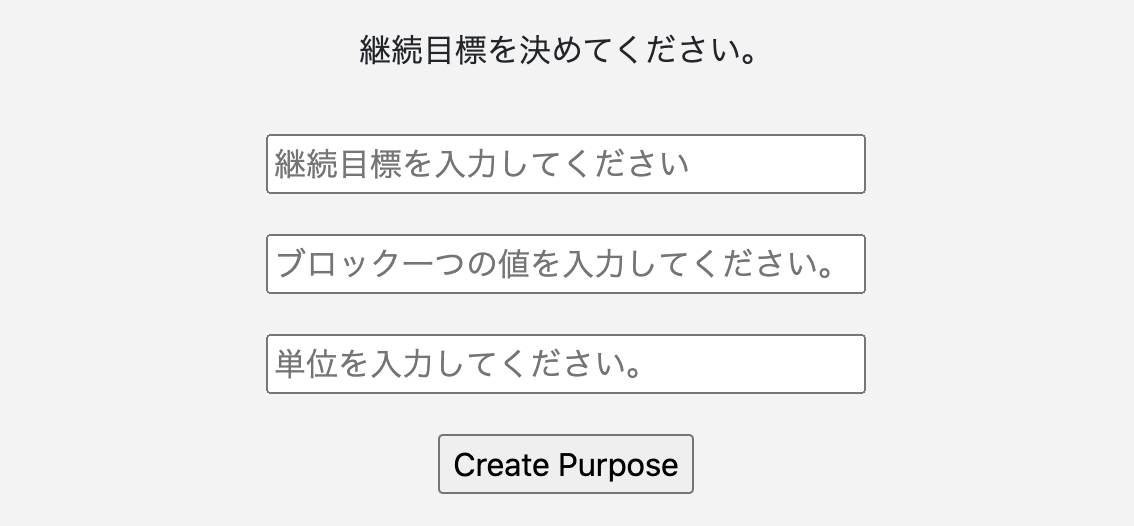 継続目標を決めてください。
継続目標を入力してください
ブロック一つの値を入力してください。
単位を入力してください。
Create Purpose